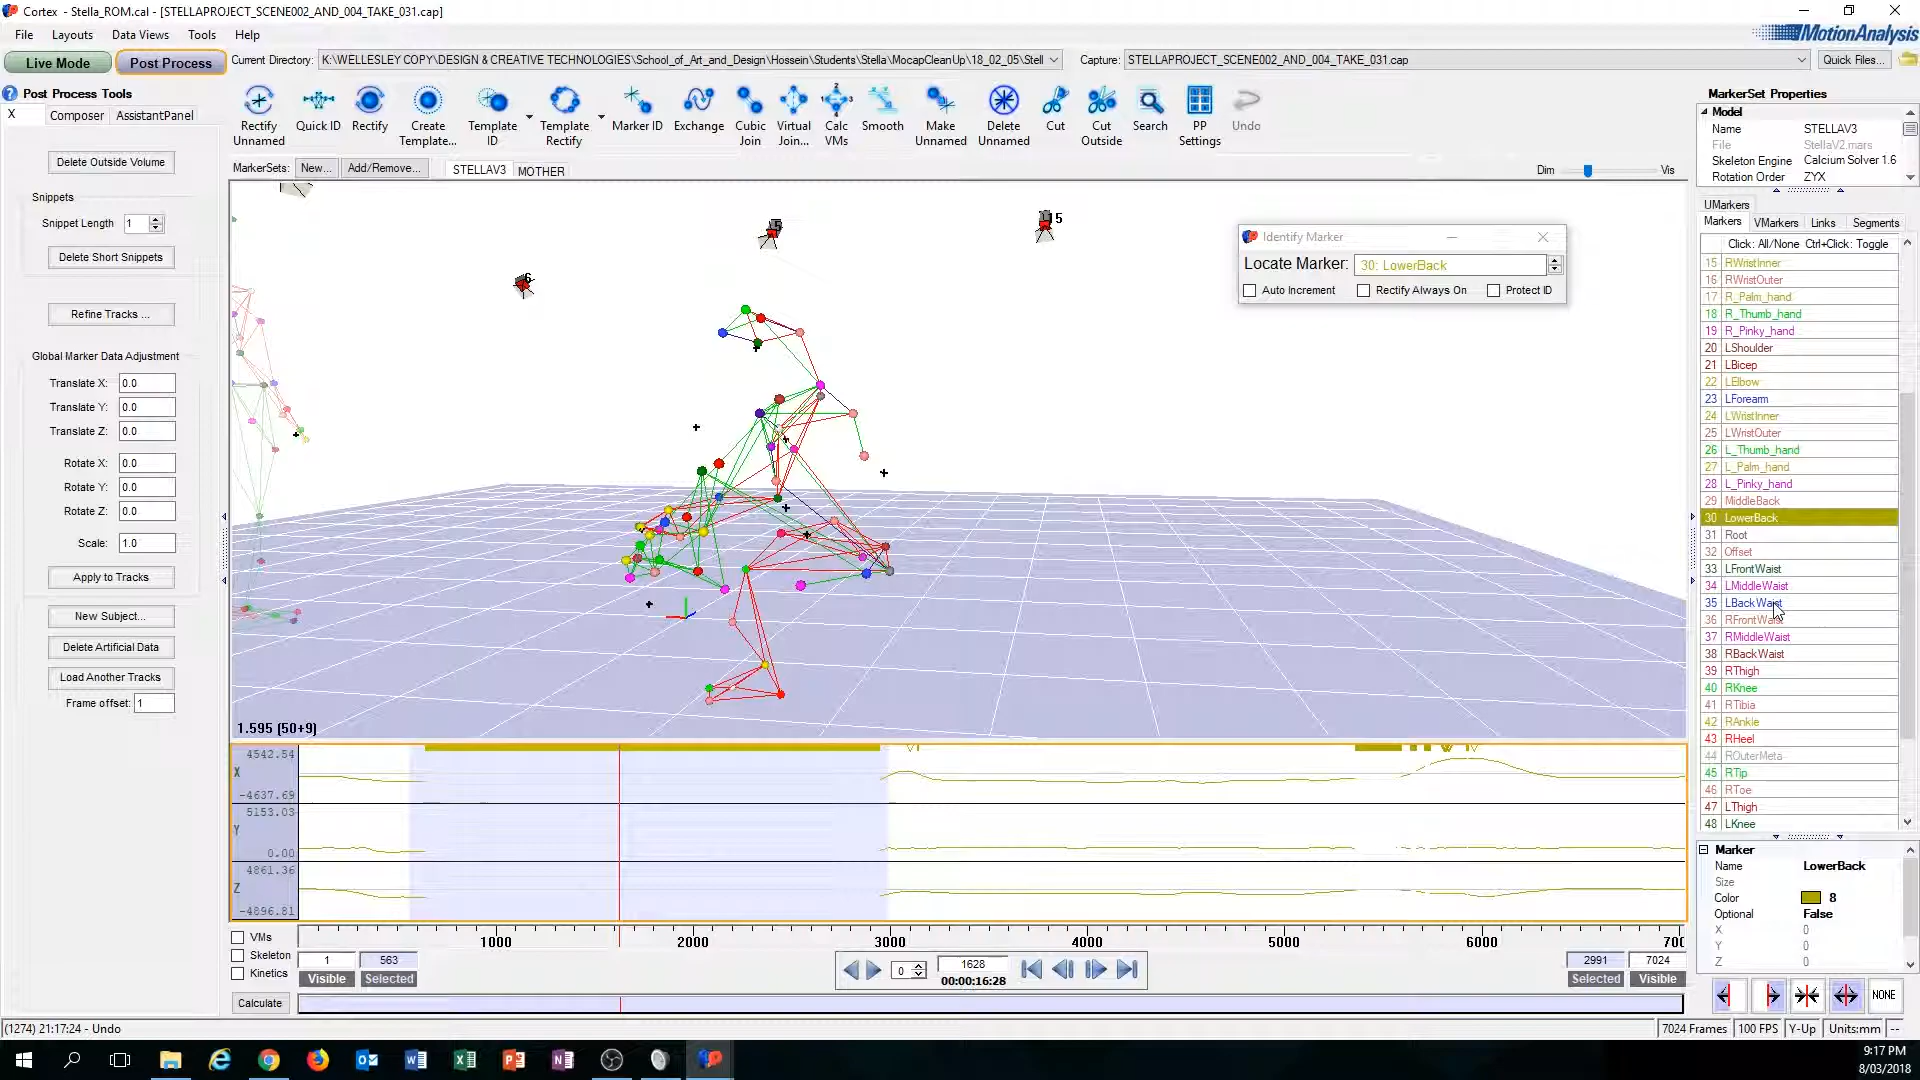 Cortex - Stella_ROM.cal - [STELLAPROJECT_SCENE002_AND_004_TAKE_031.cap]
File Layouts Data Views Tools Help
MotionAnalysis
Live Mode Post Process Current Directory: K:\WELLESLEY COPY\DESIGN & CREATIVE TECHNOLOGIES\School_of_Art_and_Design\Hossein\Students\Stella\MocapCleanUp\18_02_05\Stell Capture: STELLAPROJECT_SCENE002_AND_004_TAKE_031.cap Quick Files...
Post Process Tools
X Composer AssistantPanel
Delete Outside Volume
Snippets
Snippet Length 1
Delete Short Snippets
Refine Tracks ...
Global Marker Data Adjustment
Translate X: 0.0
Translate Y: 0.0
Translate Z: 0.0
Rotate X: 0.0
Rotate Y: 0.0
Rotate Z: 0.0
Scale: 1.0
Apply to Tracks
New Subject...
Delete Artificial Data
Load Another Tracks
Frame offset: 1
Rectify Unnamed
Quick ID
Rectify
Create Template...
Template ID
Template Rectify
Marker ID
Exchange
Cubic Join
Virtual Join...
Calc VMs
Smooth
Make Unnamed
Delete Unnamed
Cut
Cut Outside
Search
PP Settings
Undo
MarkerSets: New... Add/Remove... STELLAV3 MOTHER
Dim Vis
15
6
Identify Marker
Locate Marker: 30: LowerBack
Auto Increment Rectify Always On Protect ID
1.595 (50+9)
4542.54
X
-4637.69
5153.03
Y
0.00
4861.36
Z
-4896.81
VMs
Skeleton
Kinetics
1000 2000 3000 4000 5000 6000 700
1 563
Visible Selected
0 1628
00:00:16:28
2991 7024
Selected Visible
Calculate
MarkerSet Properties
Model
Name STELLAV3
File StellaV2.mars
Skeleton Engine Calcium Solver 1.6
Rotation Order ZYX
UMarkers
Markers VMarkers Links Segments
Click: All/None Ctrl+Click: Toggle
15 RWristInner
16 RWristOuter
17 R_Palm_hand
18 R_Thumb_hand
19 R_Pinky_hand
20 LShoulder
21 LBicep
22 LElbow
23 LForearm
24 LWristInner
25 LWristOuter
26 L_Thumb_hand
27 L_Palm_hand
28 L_Pinky_hand
29 MiddleBack
30 LowerBack
31 Root
32 Offset
33 LFrontWaist
34 LMiddleWaist
35 LBackWaist
36 RFrontWaist
37 RMiddleWaist
38 RBackWaist
39 RThigh
40 RKnee
41 RTibia
42 RAnkle
43 RHeel
44 ROuterMeta
45 RTip
46 RToe
47 LThigh
48 LKnee
Marker
Name LowerBack
Size
Color 8
Optional False
X 0
Y 0
Z 0
NONE
(1274) 21:17:24 - Undo
7024 Frames 100 FPS Y-Up Units:mm --
9:17 PM
8/03/2018